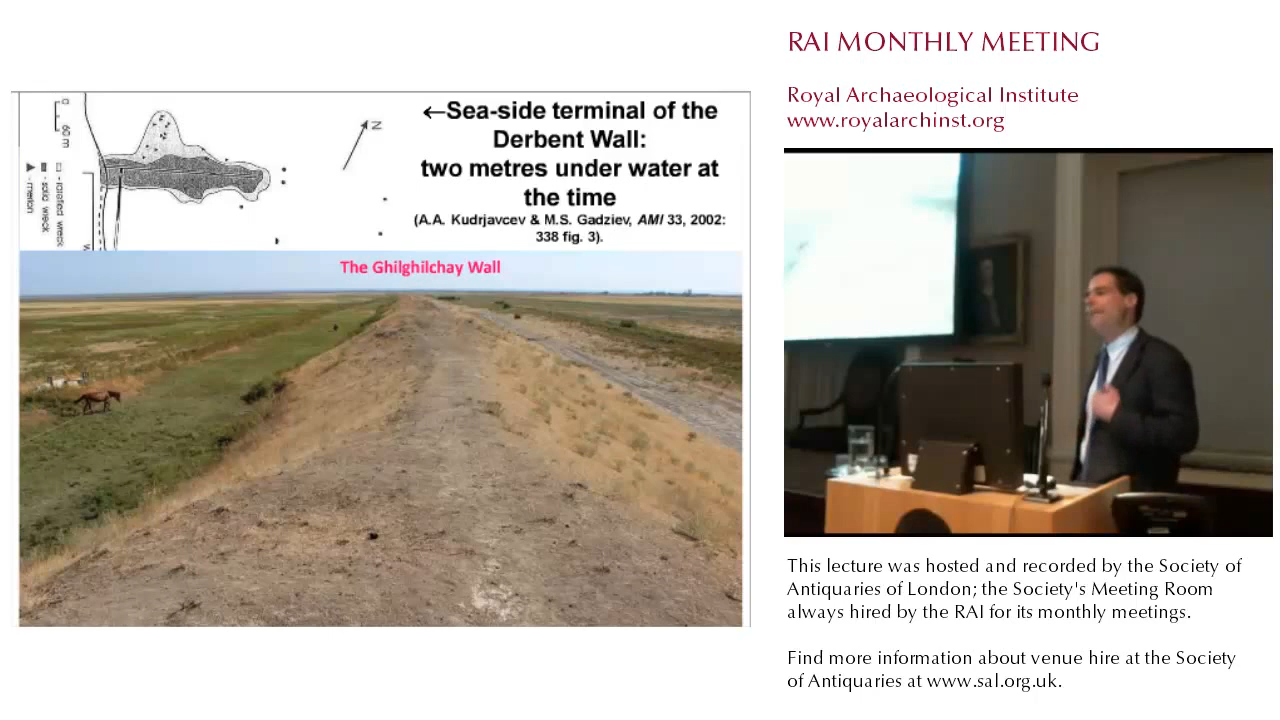 RAI MONTHLY MEETING
Royal Archaeological Institute
www.royalarchinst.org
←Sea-side terminal of the
Derbent Wall:
two metres under water at
the time
(A.A. Kudrjavcev & M.S. Gadziev, AMI 33, 2002:
338 fig. 3).
N
0
60 m
- merlon
The Ghilghilchay Wall
This lecture was hosted and recorded by the Society of
Antiquaries of London; the Society's Meeting Room
always hired by the RAI for its monthly meetings.
Find more information about venue hire at the Society
of Antiquaries at www.sal.org.uk.